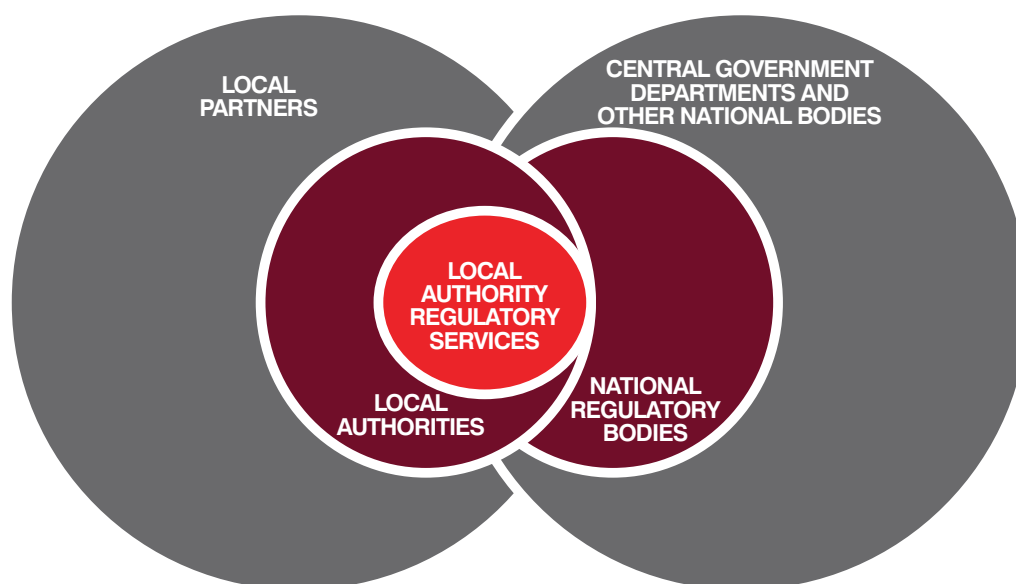 LOCAL
PARTNERS
CENTRAL GOVERNMENT
DEPARTMENTS AND
OTHER NATIONAL BODIES
LOCAL
AUTHORITY
REGULATORY
SERVICES
LOCAL
AUTHORITIES
NATIONAL
REGULATORY
BODIES